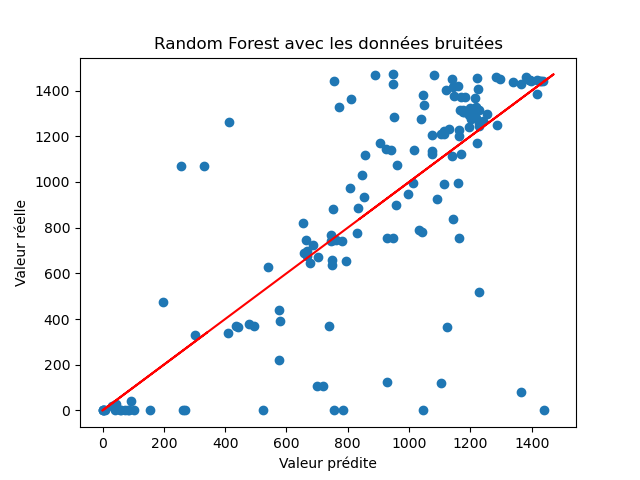 Random Forest avec les données bruitées
Valeur réelle
1400
1200
1000
800
600
400
200
0
0 200 400 600 800 1000 1200 1400
Valeur prédite